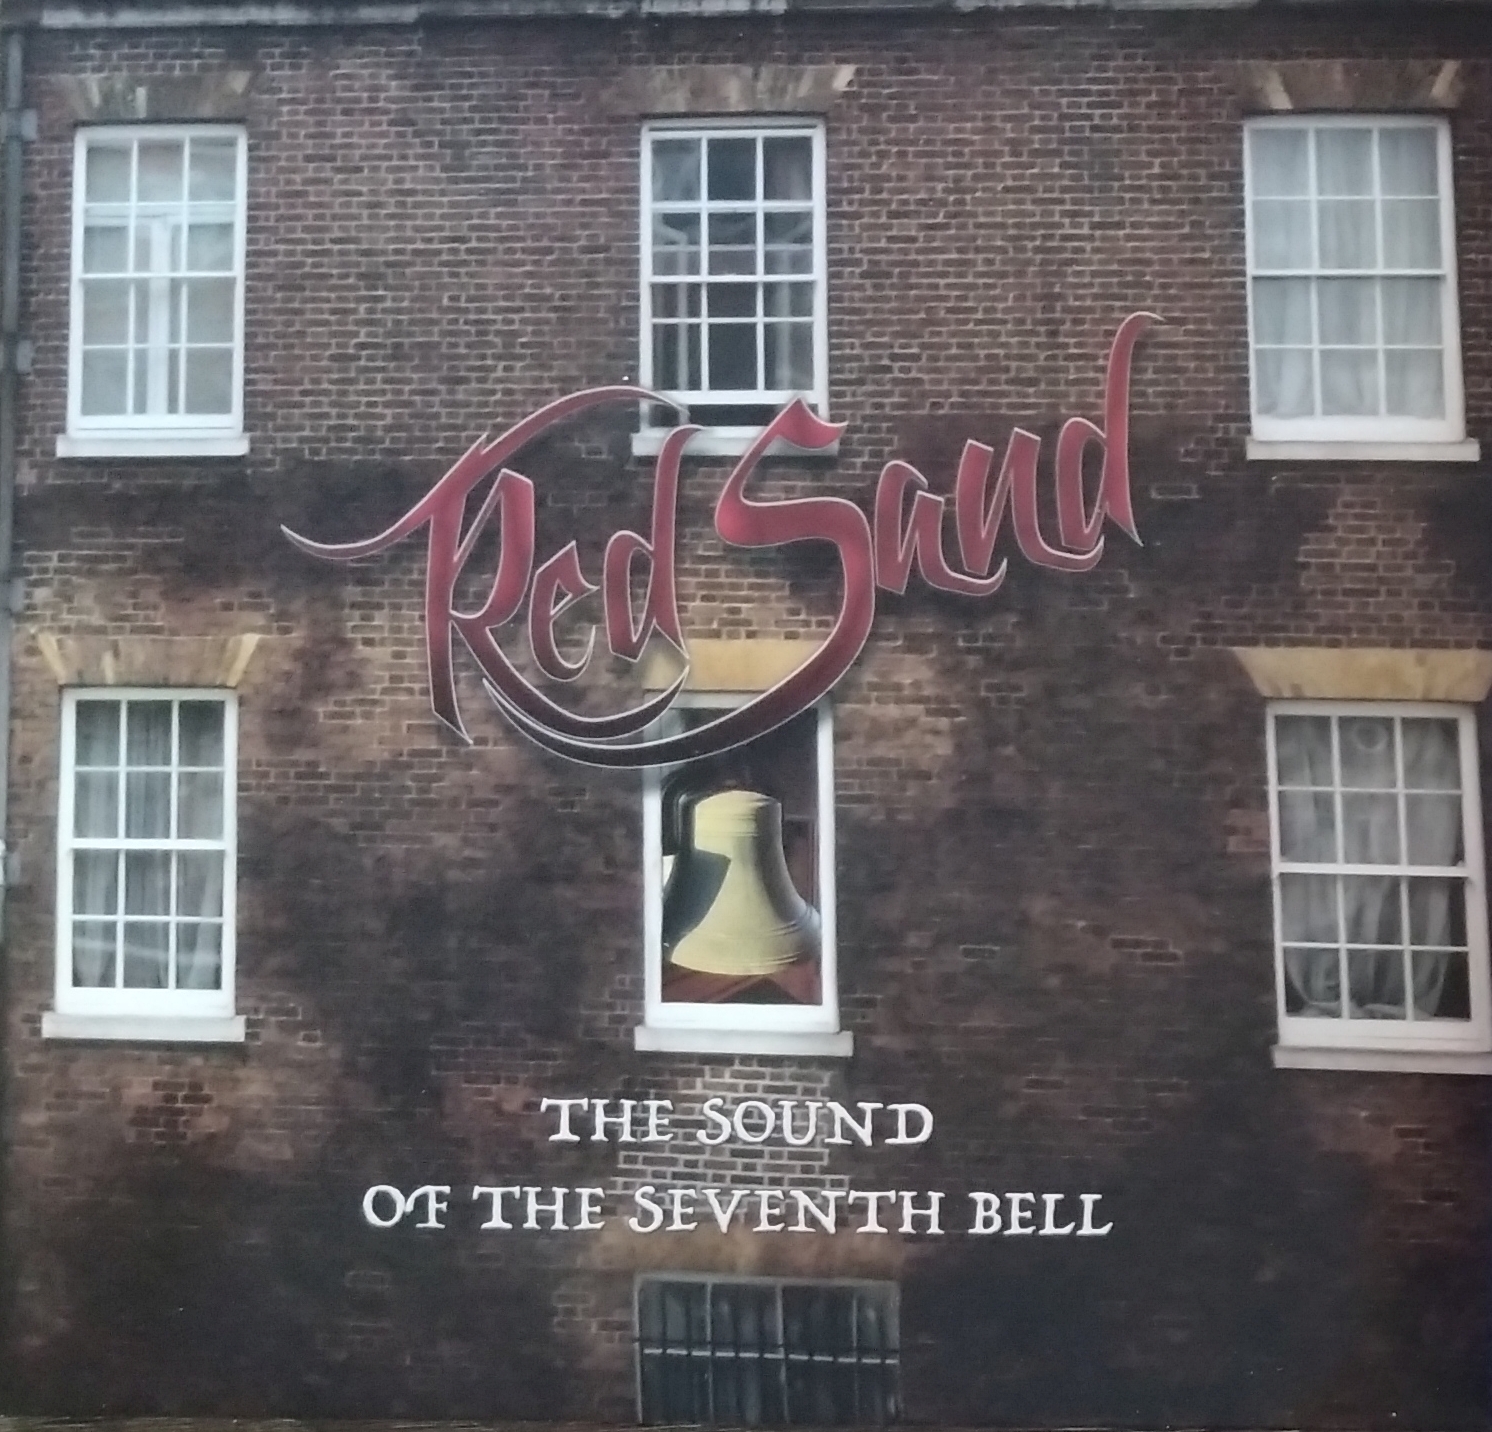 Red Sand
THE SOUND
OF THE SEVENTH BELL